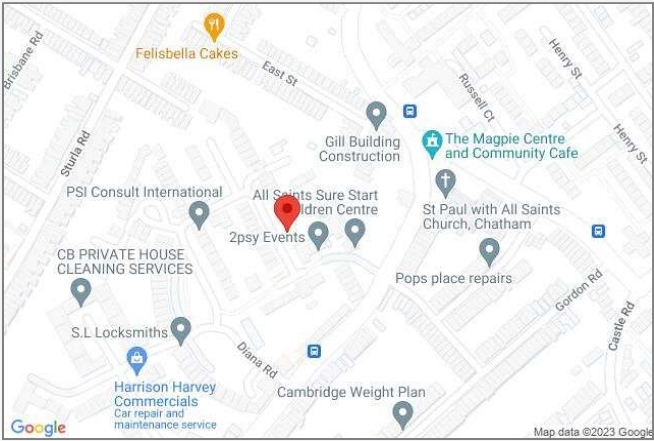 Brisbane Rd
Felisbella Cakes
East St
Henry St
Russell Ct
Sturla Rd
Gill Building
Construction
The Magpie Centre
and Community Cafe
Henry St
PSI Consult International
All Saints Sure Start
ldren Centre
St Paul with All Saints
Church, Chatham
2psy Events
CB PRIVATE HOUSE
CLEANING SERVICES
Pops place repairs
Gordon Rd
Castle Rd
S.L Locksmiths
Diana Rd
Harrison Harvey
Commercials
Car repair and
maintenance service
Cambridge Weight Plan
Google
Map data ©2023 Google